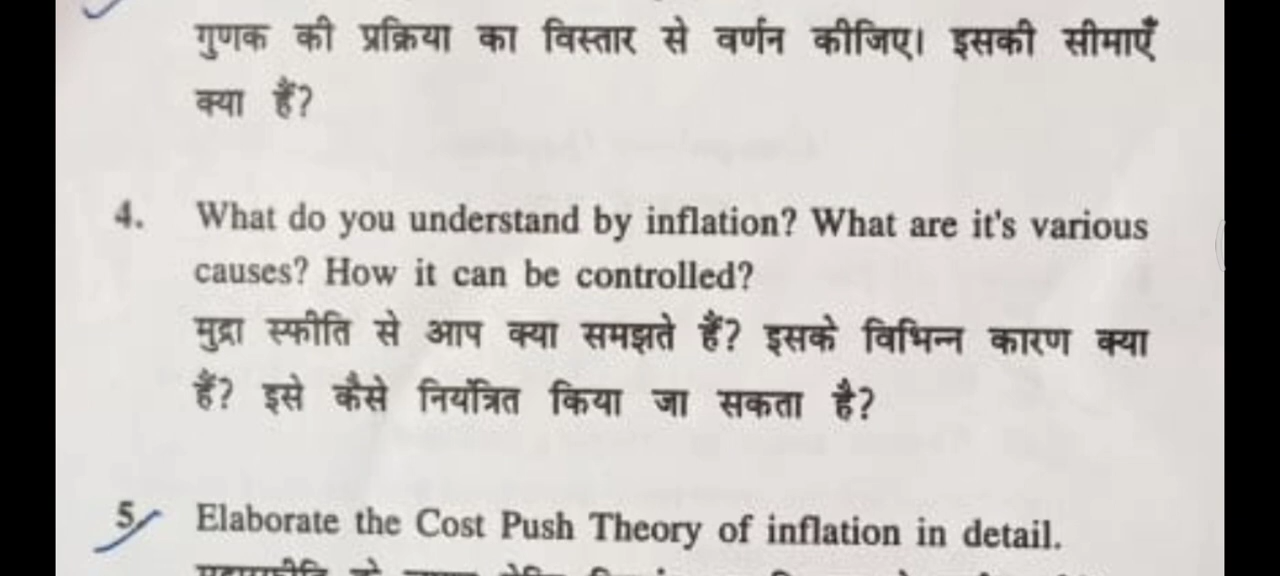 गुणक की प्रक्रिया का विस्तार से वर्णन कीजिए। इसकी सीमाएँ
क्या हैं?
4. What do you understand by inflation? What are it's various
causes? How it can be controlled?
मुद्रा स्फीति से आप क्या समझते हैं? इसके विभिन्न कारण क्या
हैं? इसे कैसे नियंत्रित किया जा सकता है?
5 Elaborate the Cost Push Theory of inflation in detail.